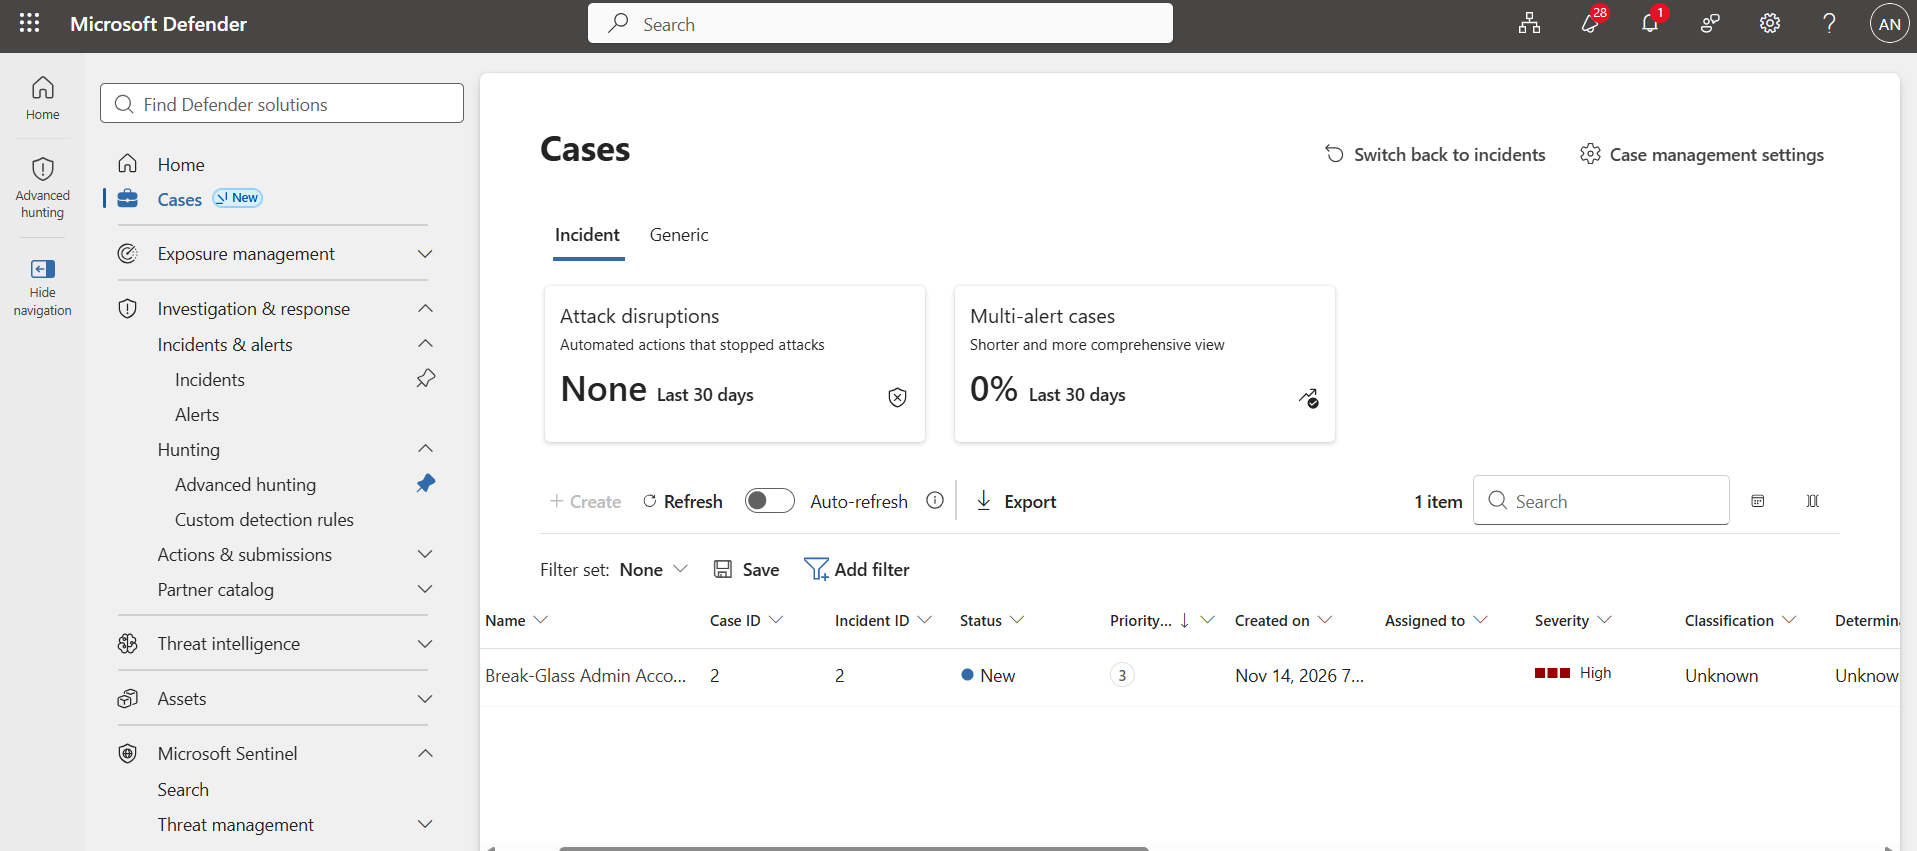 Microsoft Defender
Search
28
1
AN
Home
Advanced
hunting
Hide
navigation
Find Defender solutions
Home
Cases New
Exposure management
Investigation & response
Incidents & alerts
Incidents
Alerts
Hunting
Advanced hunting
Custom detection rules
Actions & submissions
Partner catalog
Threat intelligence
Assets
Microsoft Sentinel
Search
Threat management
Cases
Switch back to incidents
Case management settings
Incident Generic
Attack disruptions
Automated actions that stopped attacks
None Last 30 days
Multi-alert cases
Shorter and more comprehensive view
0% Last 30 days
+ Create Refresh Auto-refresh Export 1 item Search
Filter set: None Save Add filter
Name Case ID Incident ID Status Priority... ↓ Created on Assigned to Severity Classification Determina
Break-Glass Admin Acco... 2 2 New 3 Nov 14, 2026 7... High Unknown Unknow